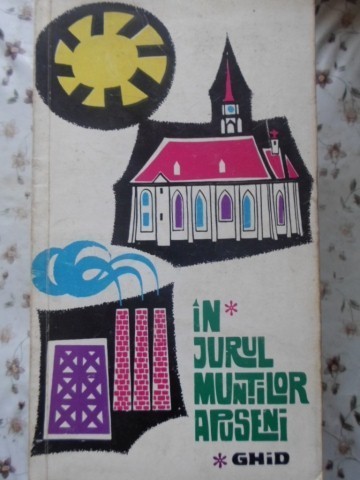 ÎN *
JURUL
MUNȚILOR
APUSENI
* GHiD